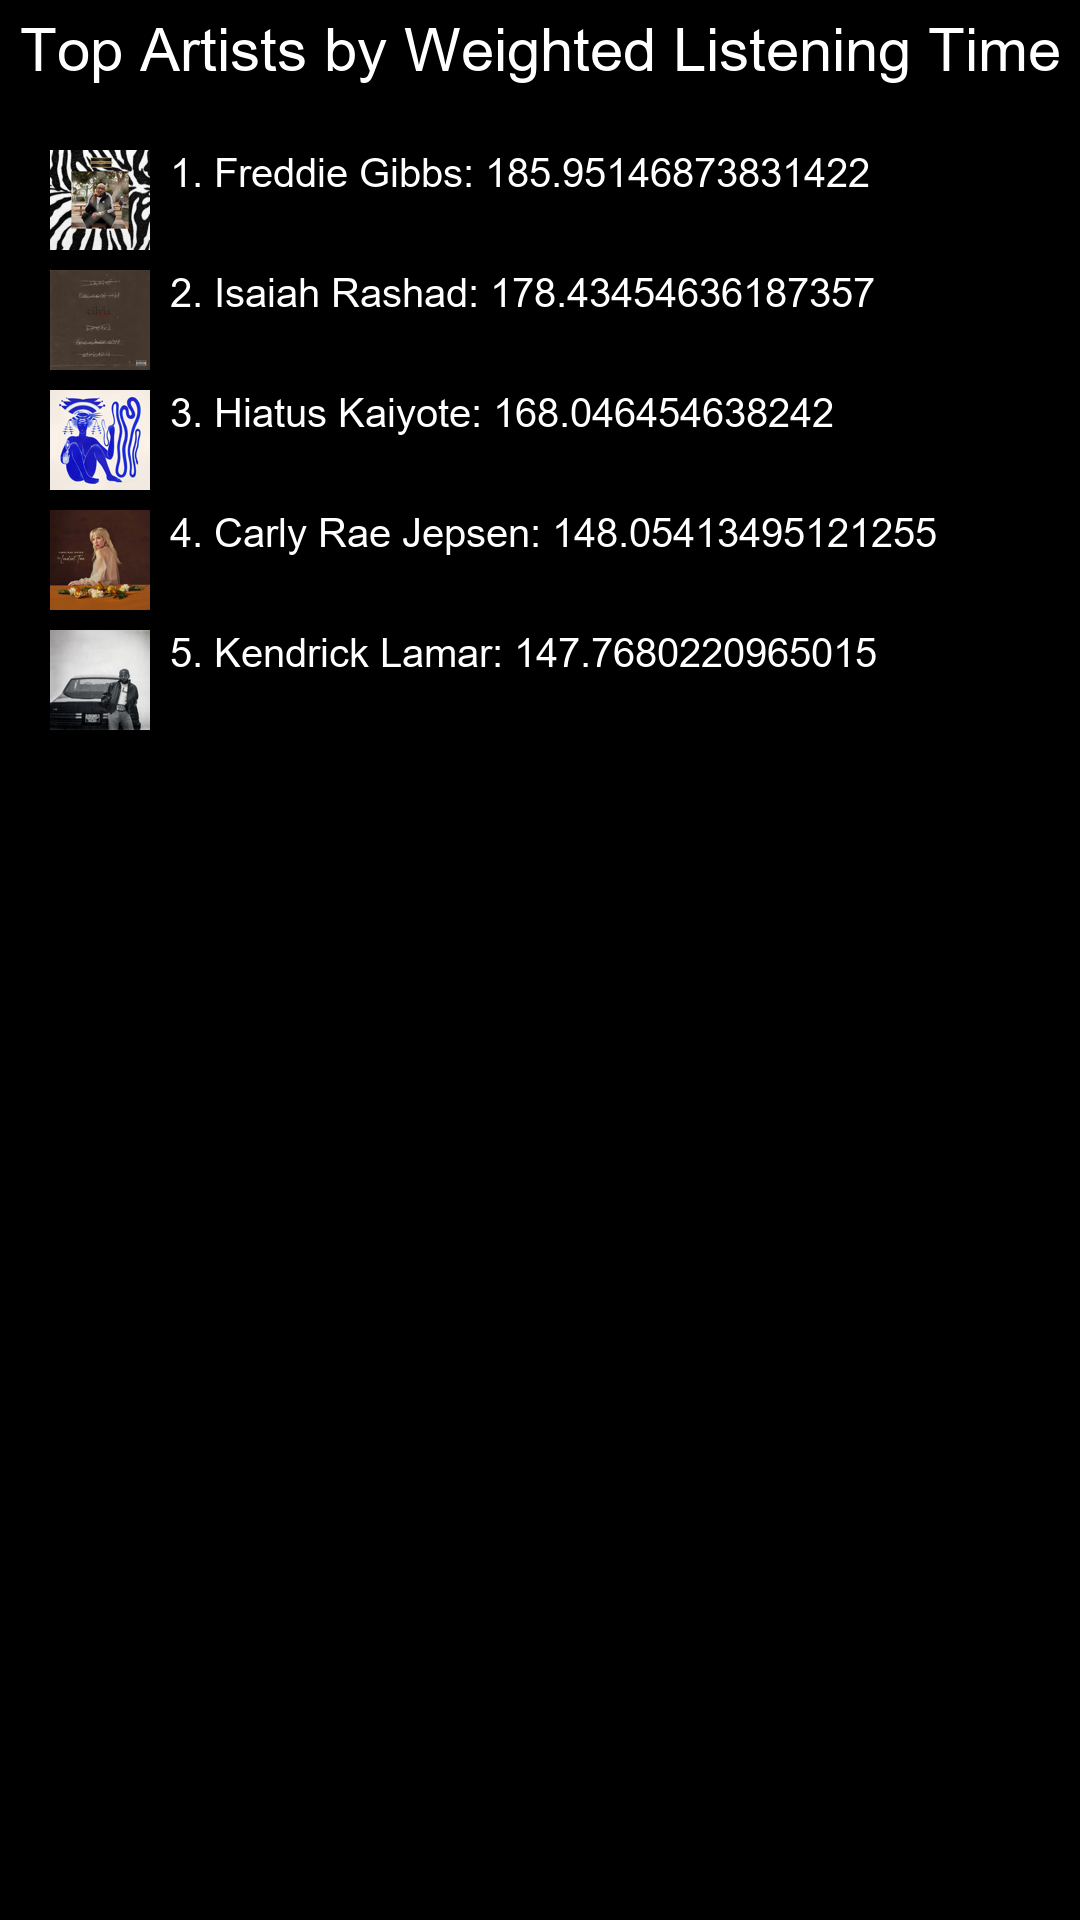 Top Artists by Weighted Listening Time
1. Freddie Gibbs: 185.95146873831422
2. Isaiah Rashad: 178.43454636187357
3. Hiatus Kaiyote: 168.046454638242
4. Carly Rae Jepsen: 148.05413495121255
5. Kendrick Lamar: 147.7680220965015